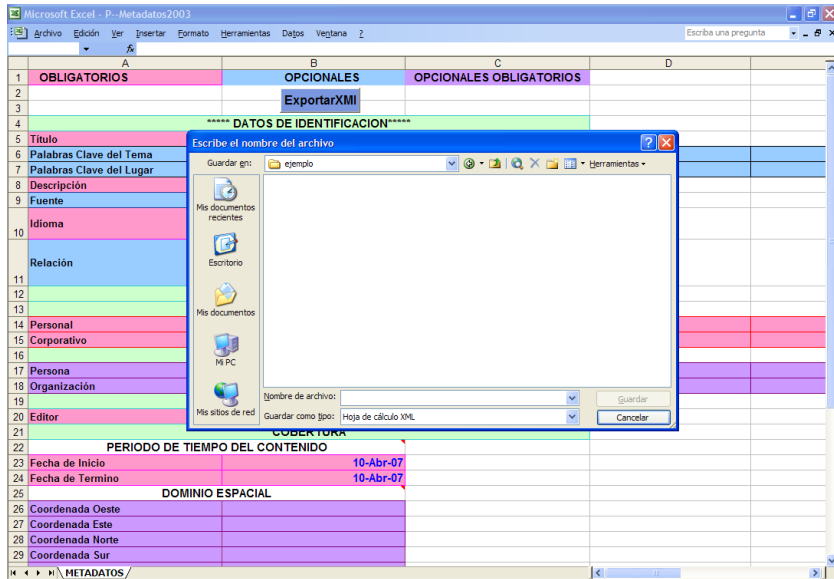 Microsoft Excel - P--Metadatos2003
Archivo Edición Ver Insertar Formato Herramientas Datos Ventana ? Escriba una pregunta
fx
A B C D
1 OBLIGATORIOS OPCIONALES OPCIONALES OBLIGATORIOS
2
ExportarXMl
3
4 ***** DATOS DE IDENTIFICACION*****
5 Título
6 Palabras Clave del Tema
7 Palabras Clave del Lugar
8 Descripción
9 Fuente
10 Idioma
11 Relación
12
13
14 Personal
15 Corporativo
16
17 Persona
18 Organización
19
20 Editor
21 COBERTURA
22 PERIODO DE TIEMPO DEL CONTENIDO
23 Fecha de Inicio 10-Abr-07
24 Fecha de Termino 10-Abr-07
25 DOMINIO ESPACIAL
26 Coordenada Oeste
27 Coordenada Este
28 Coordenada Norte
29 Coordenada Sur
METADATOS
Escribe el nombre del archivo
Guardar en: ejemplo Herramientas
Mis documentos recientes
Escritorio
Mis documentos
Mi PC
Mis sitios de red
Nombre de archivo: Guardar
Guardar como tipo: Hoja de cálculo XML Cancelar